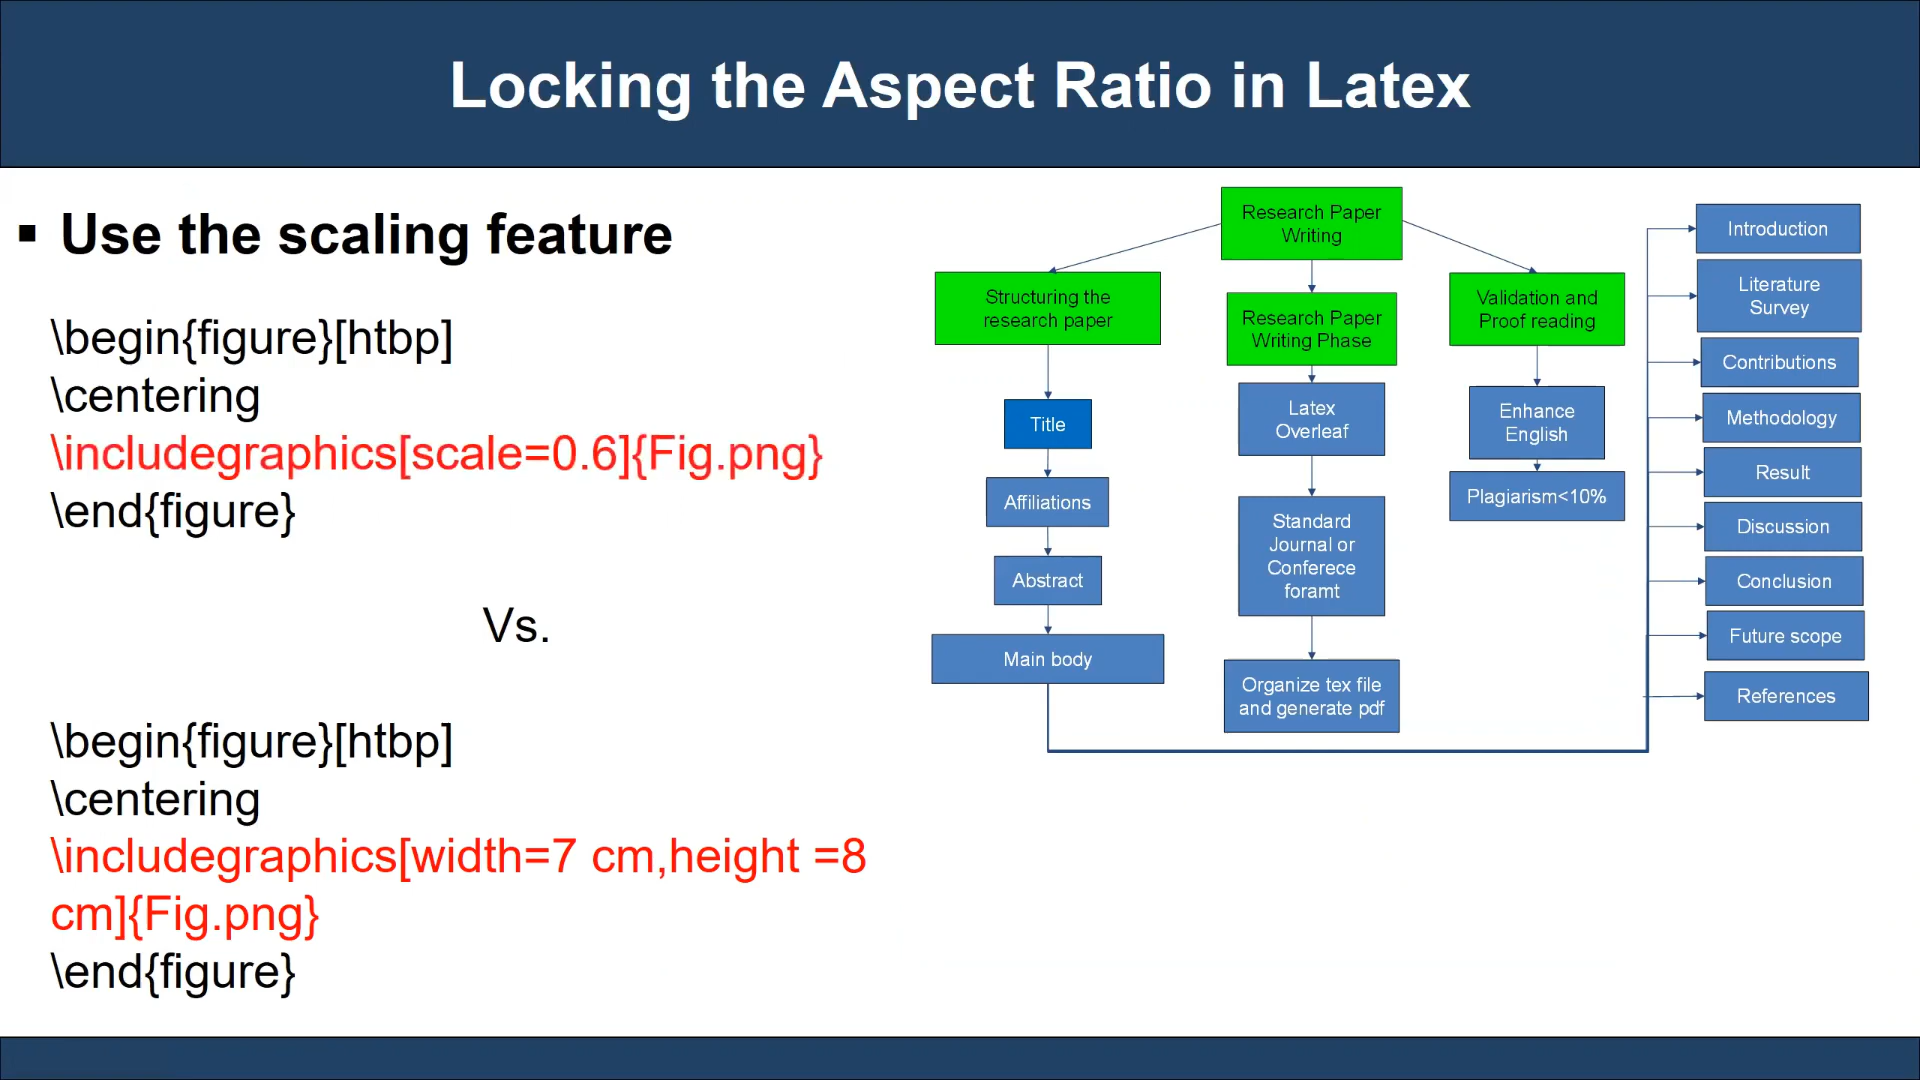 Locking the Aspect Ratio in Latex
▪ Use the scaling feature
\begin{figure}[htbp]
\centering
\includegraphics[scale=0.6]{Fig.png}
\end{figure}
Vs.
\begin{figure}[htbp]
\centering
\includegraphics[width=7 cm,height =8
cm]{Fig.png}
\end{figure}
Research Paper
Writing
Structuring the
research paper
Title
Affiliations
Abstract
Main body
Research Paper
Writing Phase
Latex
Overleaf
Standard
Journal or
Conferece
foramt
Organize tex file
and generate pdf
Validation and
Proof reading
Enhance
English
Plagiarism<10%
Introduction
Literature
Survey
Contributions
Methodology
Result
Discussion
Conclusion
Future scope
References